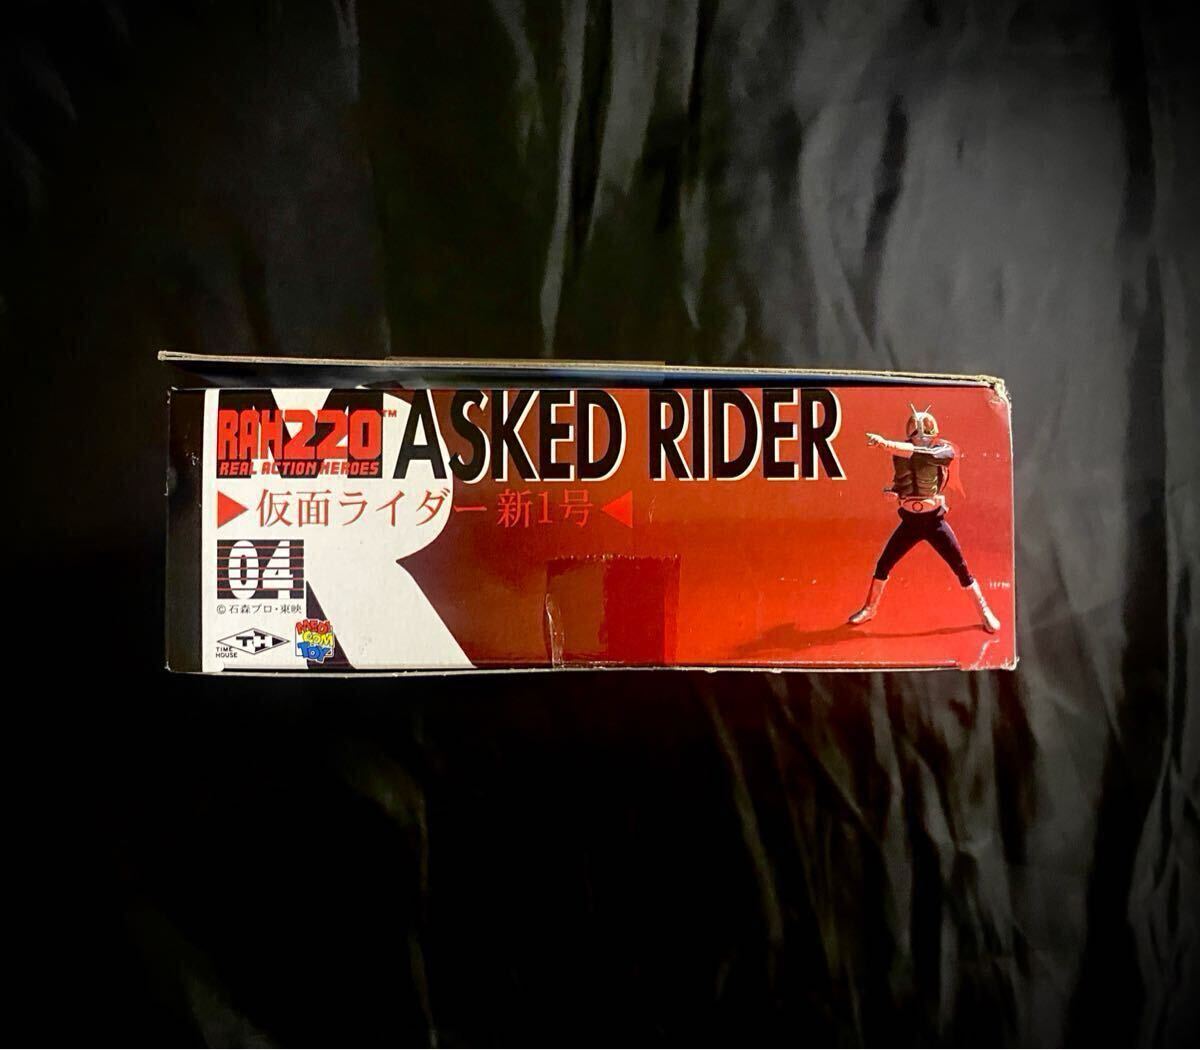 MASKED RIDER
RAH220™
REAL ACTION HEROES
▶仮面ライダー新1号◀
04
©石森プロ・東映
TH
TIME HOUSE
MEDICOM TOY